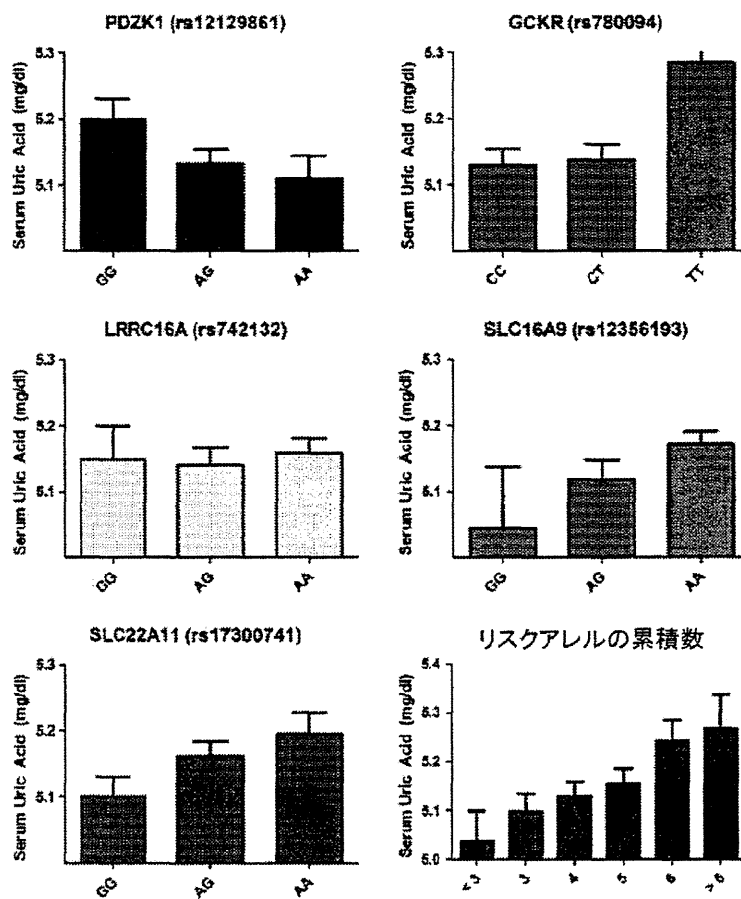 PDZK1 (rs12129861)
Serum Uric Acid (mg/dl)
5.3
5.2
5.1
GG
AG
AA
GCKR (rs780094)
Serum Uric Acid (mg/dl)
5.3
5.2
5.1
CC
CT
TT
LRRC16A (rs742132)
Serum Uric Acid (mg/dl)
5.3
5.2
5.1
GG
AG
AA
SLC16A9 (rs12356193)
Serum Uric Acid (mg/dl)
5.3
5.2
5.1
GG
AG
AA
SLC22A11 (rs17300741)
Serum Uric Acid (mg/dl)
5.3
5.2
5.1
GG
AG
AA
リスクアレルの累積数
Serum Uric Acid (mg/dl)
5.4
5.3
5.2
5.1
5.0
<3
3
4
5
6
>6